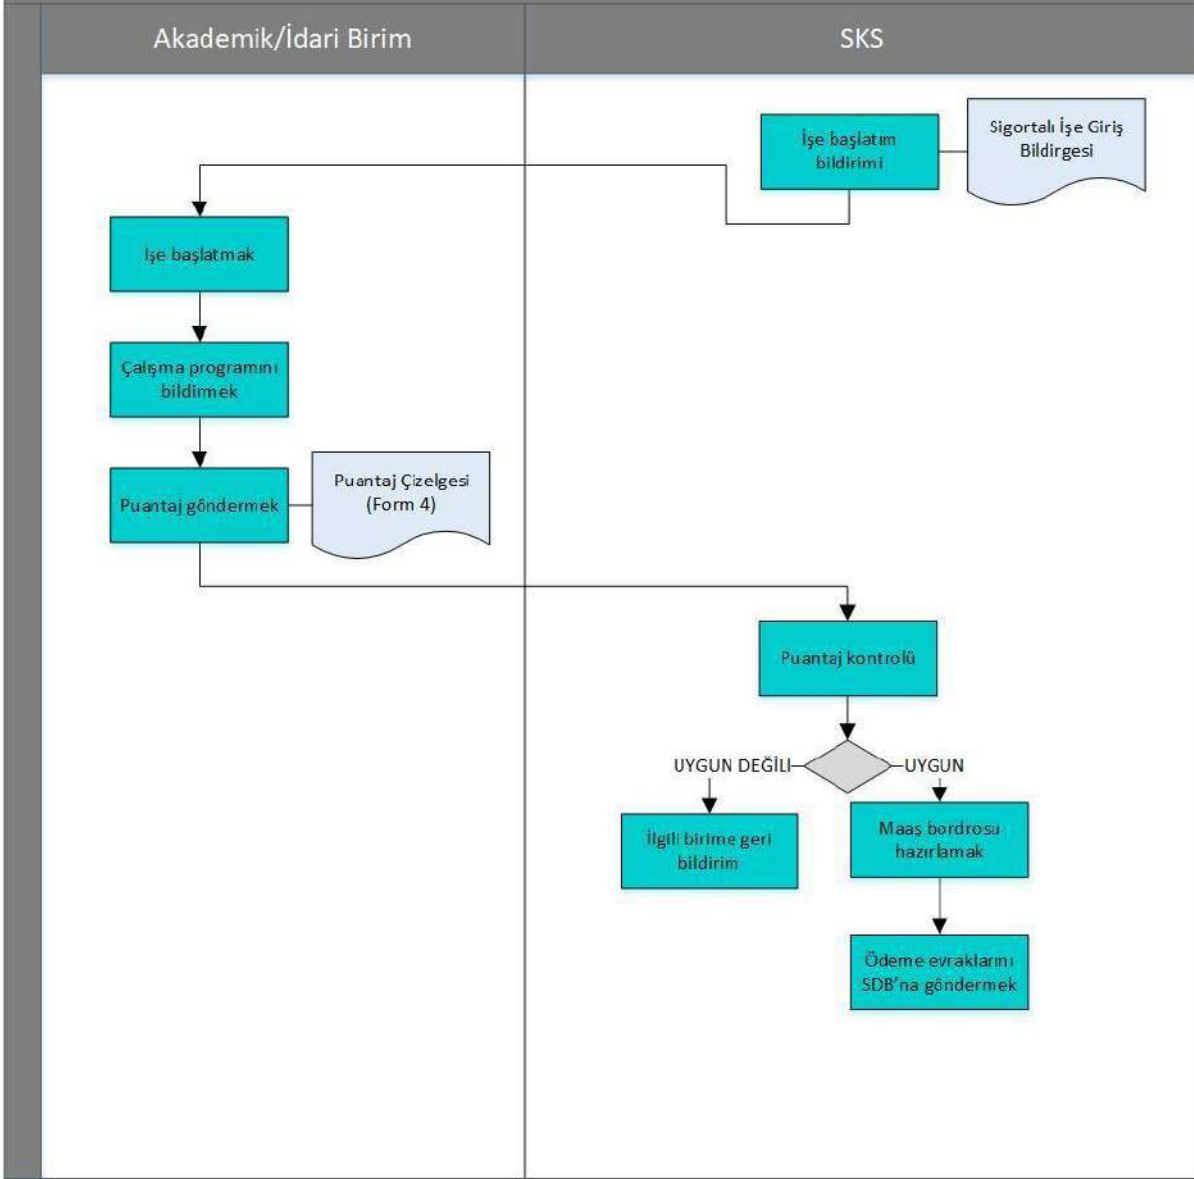 Akademik/İdari Birim
SKS
İşe başlatım
bildirimi
Sigortalı İşe Giriş
Bildirgesi
İşe başlatmak
Çalışma programını
bildirmek
Puantaj göndermek
Puantaj Çizelgesi
(Form 4)
Puantaj kontrolü
UYGUN DEĞİLI
UYGUN
İlgili birime geri
bildirim
Maaş bordrosu
hazırlamak
Ödeme evraklarını
SDB'na göndermek